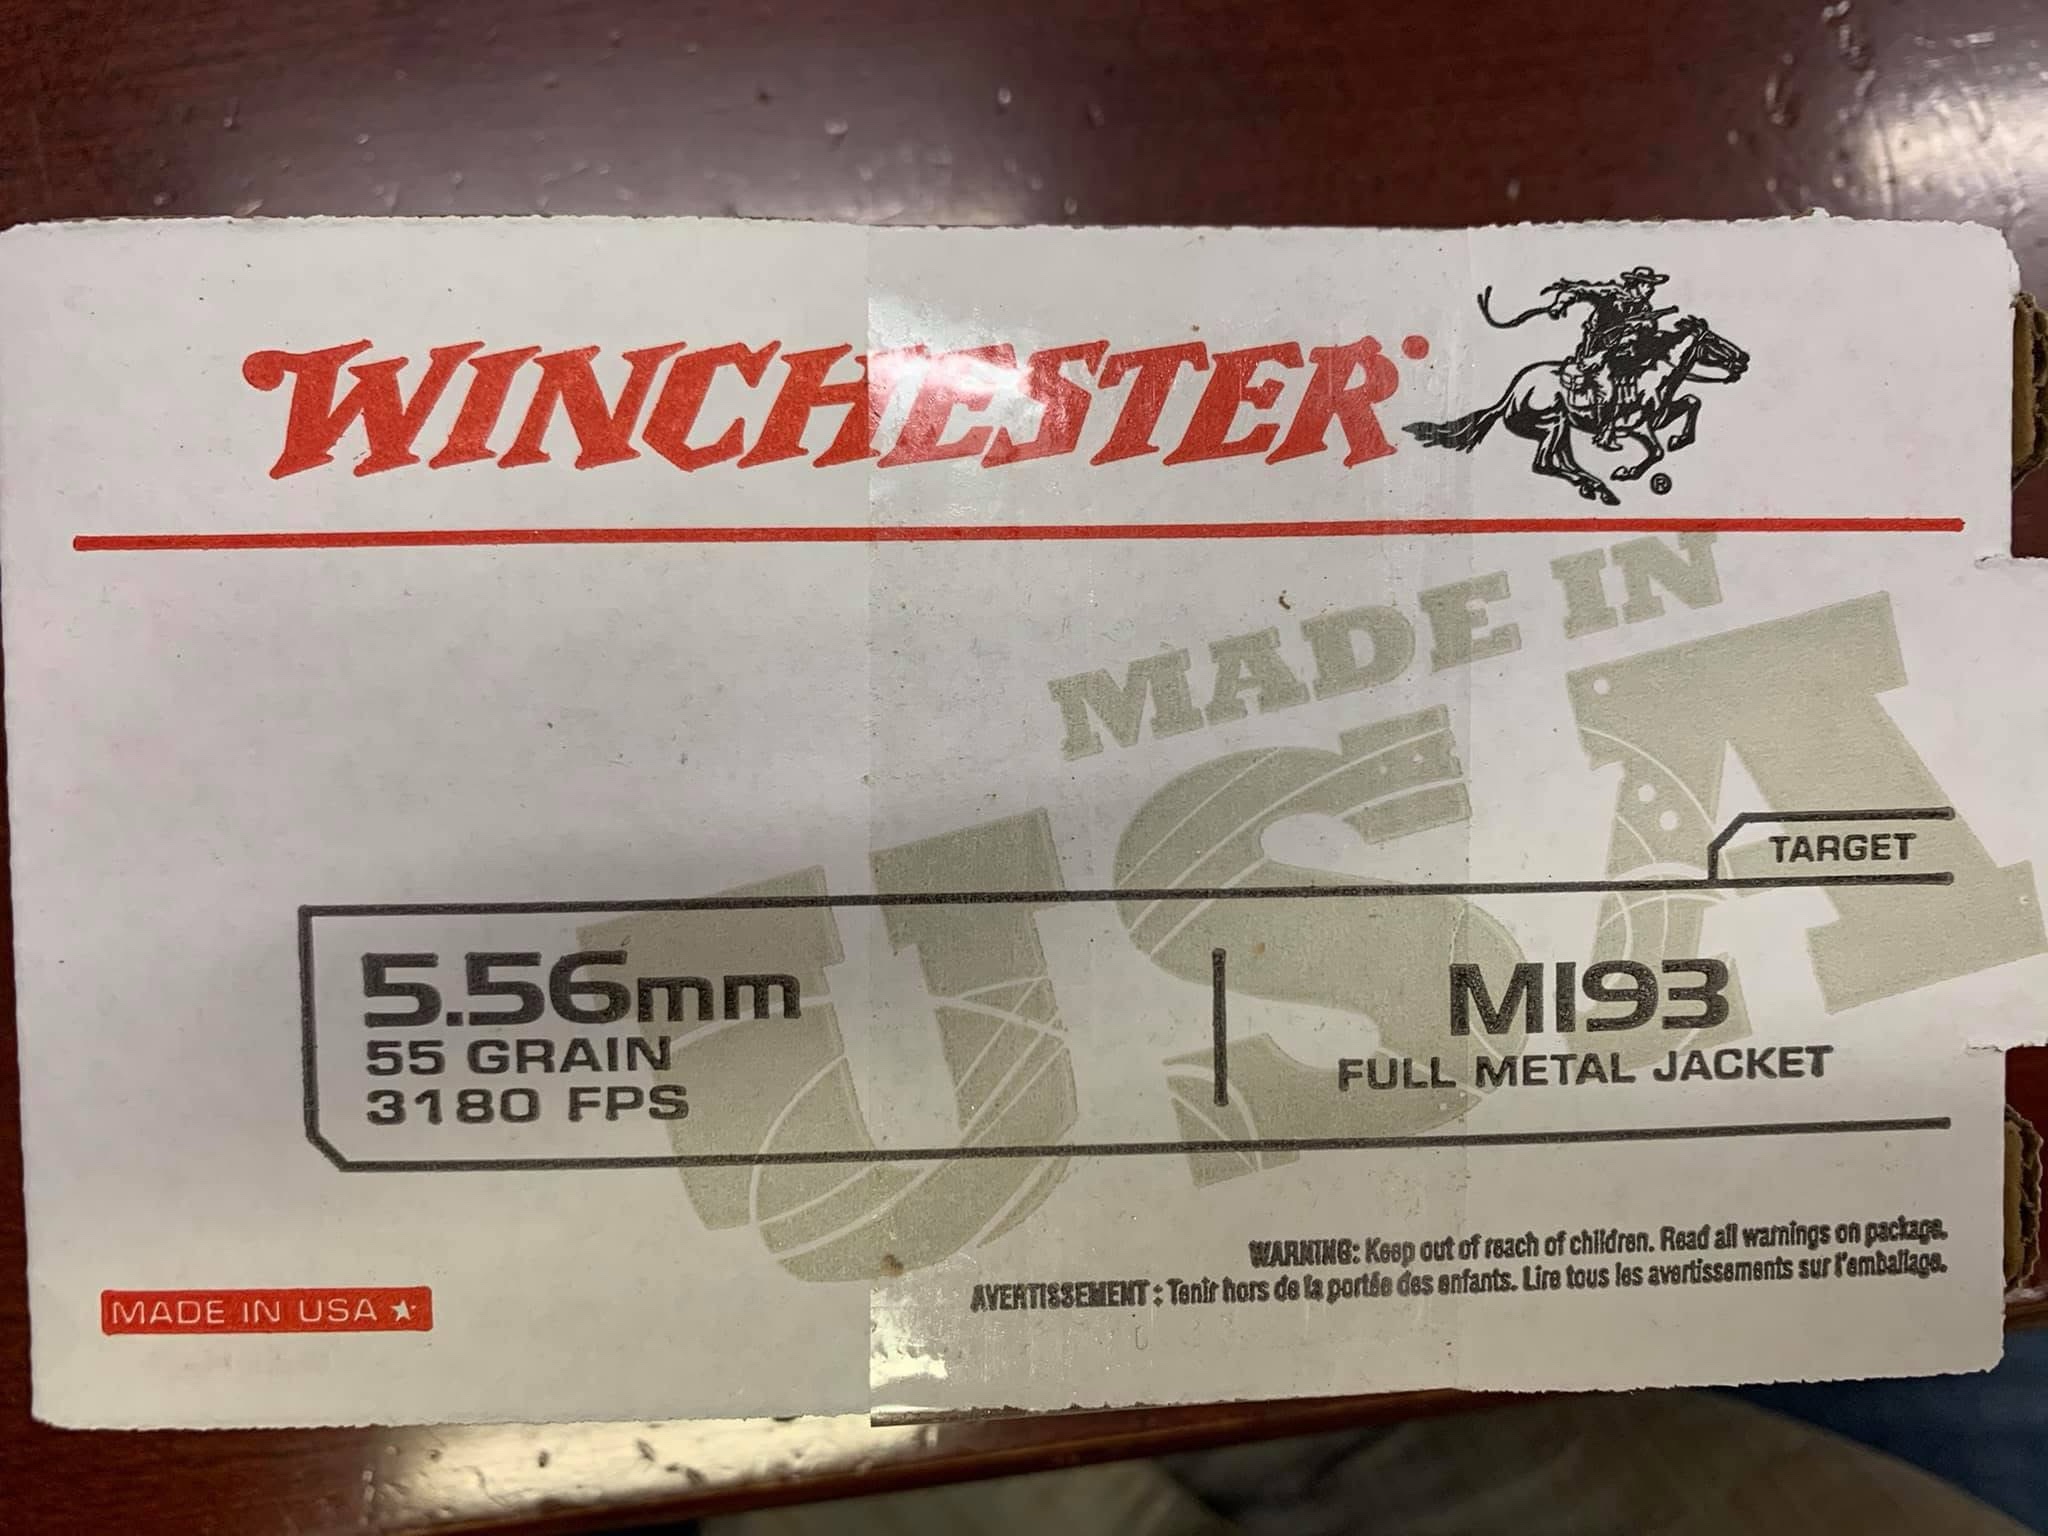 WINCHESTER
®
MADE IN
USA
TARGET
5.56mm
55 GRAIN
3180 FPS
M193
FULL METAL JACKET
WARNING: Keep out of reach of children. Read all warnings on package.
AVERTISSEMENT : Tenir hors de la portée des enfants. Lire tous les avertissements sur l'emballage.
MADE IN USA